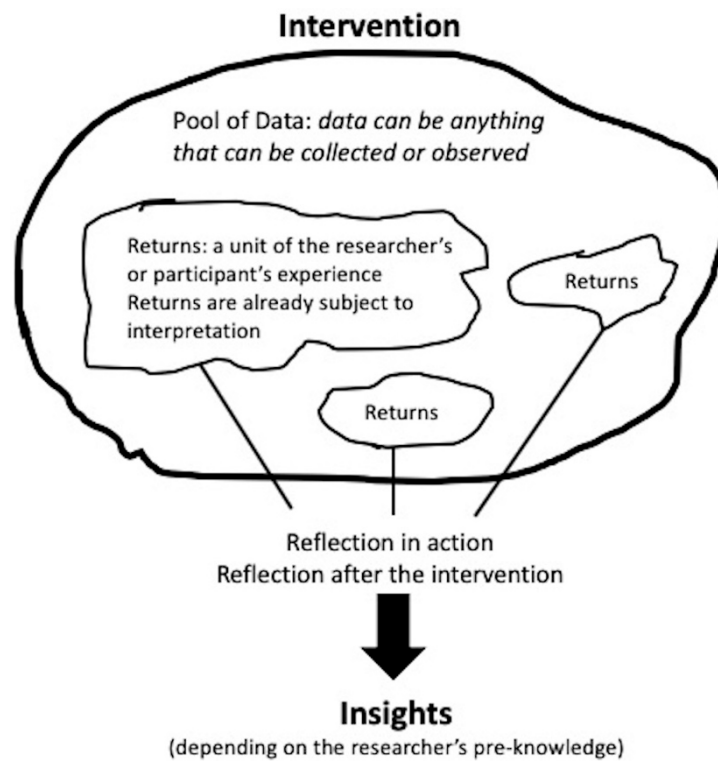 Intervention
Pool of Data: data can be anything
that can be collected or observed
Returns: a unit of the researcher's
or participant's experience
Returns are already subject to
interpretation
Returns
Returns
Reflection in action
Reflection after the intervention
Insights
(depending on the researcher's pre-knowledge)